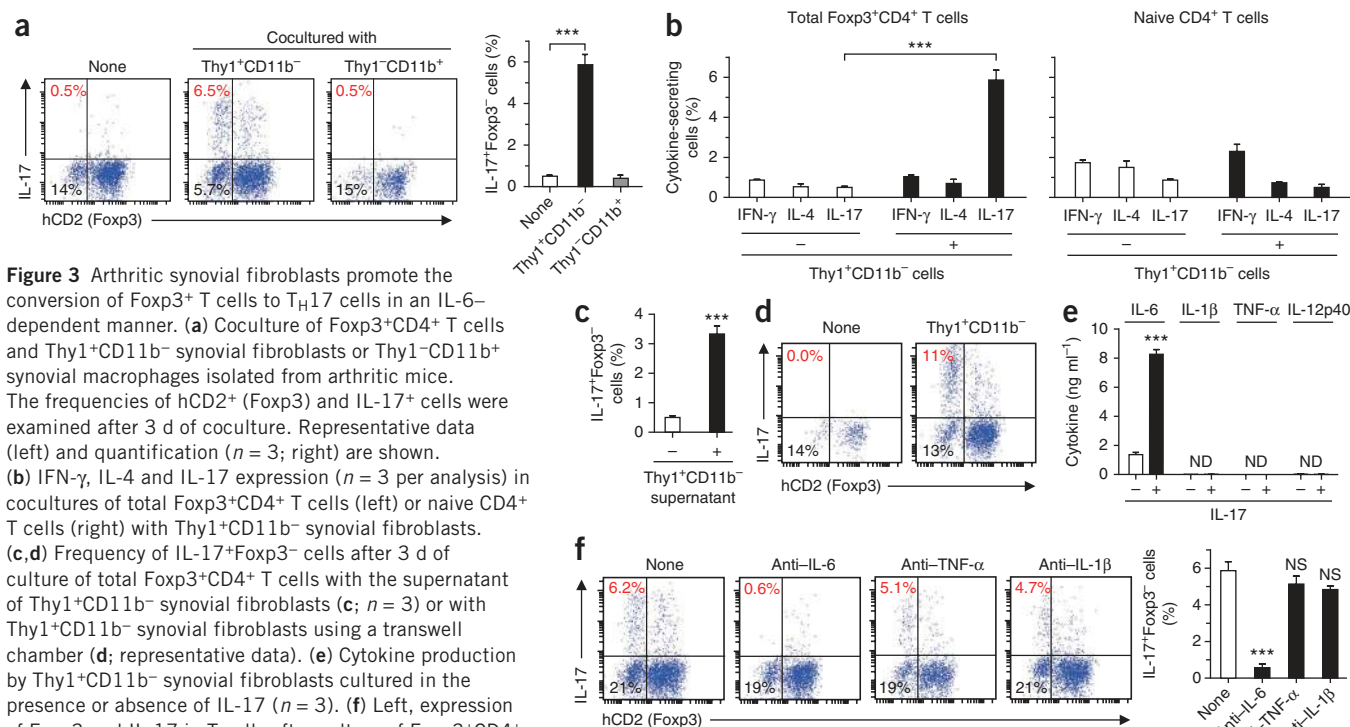 a
Cocultured with
None
Thy1⁺CD11b⁻
Thy1⁻CD11b⁺
0.5%
14%
6.5%
5.7%
0.5%
15%
IL-17
hCD2 (Foxp3)
IL-17⁺Foxp3⁻ cells (%)
6
4
2
0
***
None
Thy1⁺CD11b⁻
Thy1⁻CD11b⁺
b
Total Foxp3⁺CD4⁺ T cells
Naive CD4⁺ T cells
Cytokine-secreting
cells (%)
6
4
2
0
***
IFN-γ IL-4 IL-17 IFN-γ IL-4 IL-17
– +
Thy1⁺CD11b⁻ cells
6
4
2
0
IFN-γ IL-4 IL-17 IFN-γ IL-4 IL-17
– +
Thy1⁺CD11b⁻ cells
Figure 3 Arthritic synovial fibroblasts promote the
conversion of Foxp3⁺ T cells to T_H17 cells in an IL-6–
dependent manner. (a) Coculture of Foxp3⁺CD4⁺ T cells
and Thy1⁺CD11b⁻ synovial fibroblasts or Thy1⁻CD11b⁺
synovial macrophages isolated from arthritic mice.
The frequencies of hCD2⁺ (Foxp3) and IL-17⁺ cells were
examined after 3 d of coculture. Representative data
(left) and quantification (n = 3; right) are shown.
(b) IFN-γ, IL-4 and IL-17 expression (n = 3 per analysis) in
cocultures of total Foxp3⁺CD4⁺ T cells (left) or naive CD4⁺
T cells (right) with Thy1⁺CD11b⁻ synovial fibroblasts.
(c,d) Frequency of IL-17⁺Foxp3⁻ cells after 3 d of
culture of total Foxp3⁺CD4⁺ T cells with the supernatant
of Thy1⁺CD11b⁻ synovial fibroblasts (c; n = 3) or with
Thy1⁺CD11b⁻ synovial fibroblasts using a transwell
chamber (d; representative data). (e) Cytokine production
by Thy1⁺CD11b⁻ synovial fibroblasts cultured in the
presence or absence of IL-17 (n = 3). (f) Left, expression
c
IL-17⁺Foxp3⁻
cells (%)
4
3
2
1
0
***
– +
Thy1⁺CD11b⁻
supernatant
d
None
Thy1⁺CD11b⁻
0.0%
14%
11%
13%
IL-17
hCD2 (Foxp3)
e
IL-6 IL-1β TNF-α IL-12p40
Cytokine (ng ml⁻¹)
10
8
6
4
2
0
***
ND ND ND
– + – + – + – +
IL-17
f
None
Anti–IL-6
Anti–TNF-α
Anti–IL-1β
6.2%
21%
0.6%
19%
5.1%
19%
4.7%
21%
IL-17
hCD2 (Foxp3)
IL-17⁺Foxp3⁻ cells
(%)
6
4
2
0
***
NS
NS
None